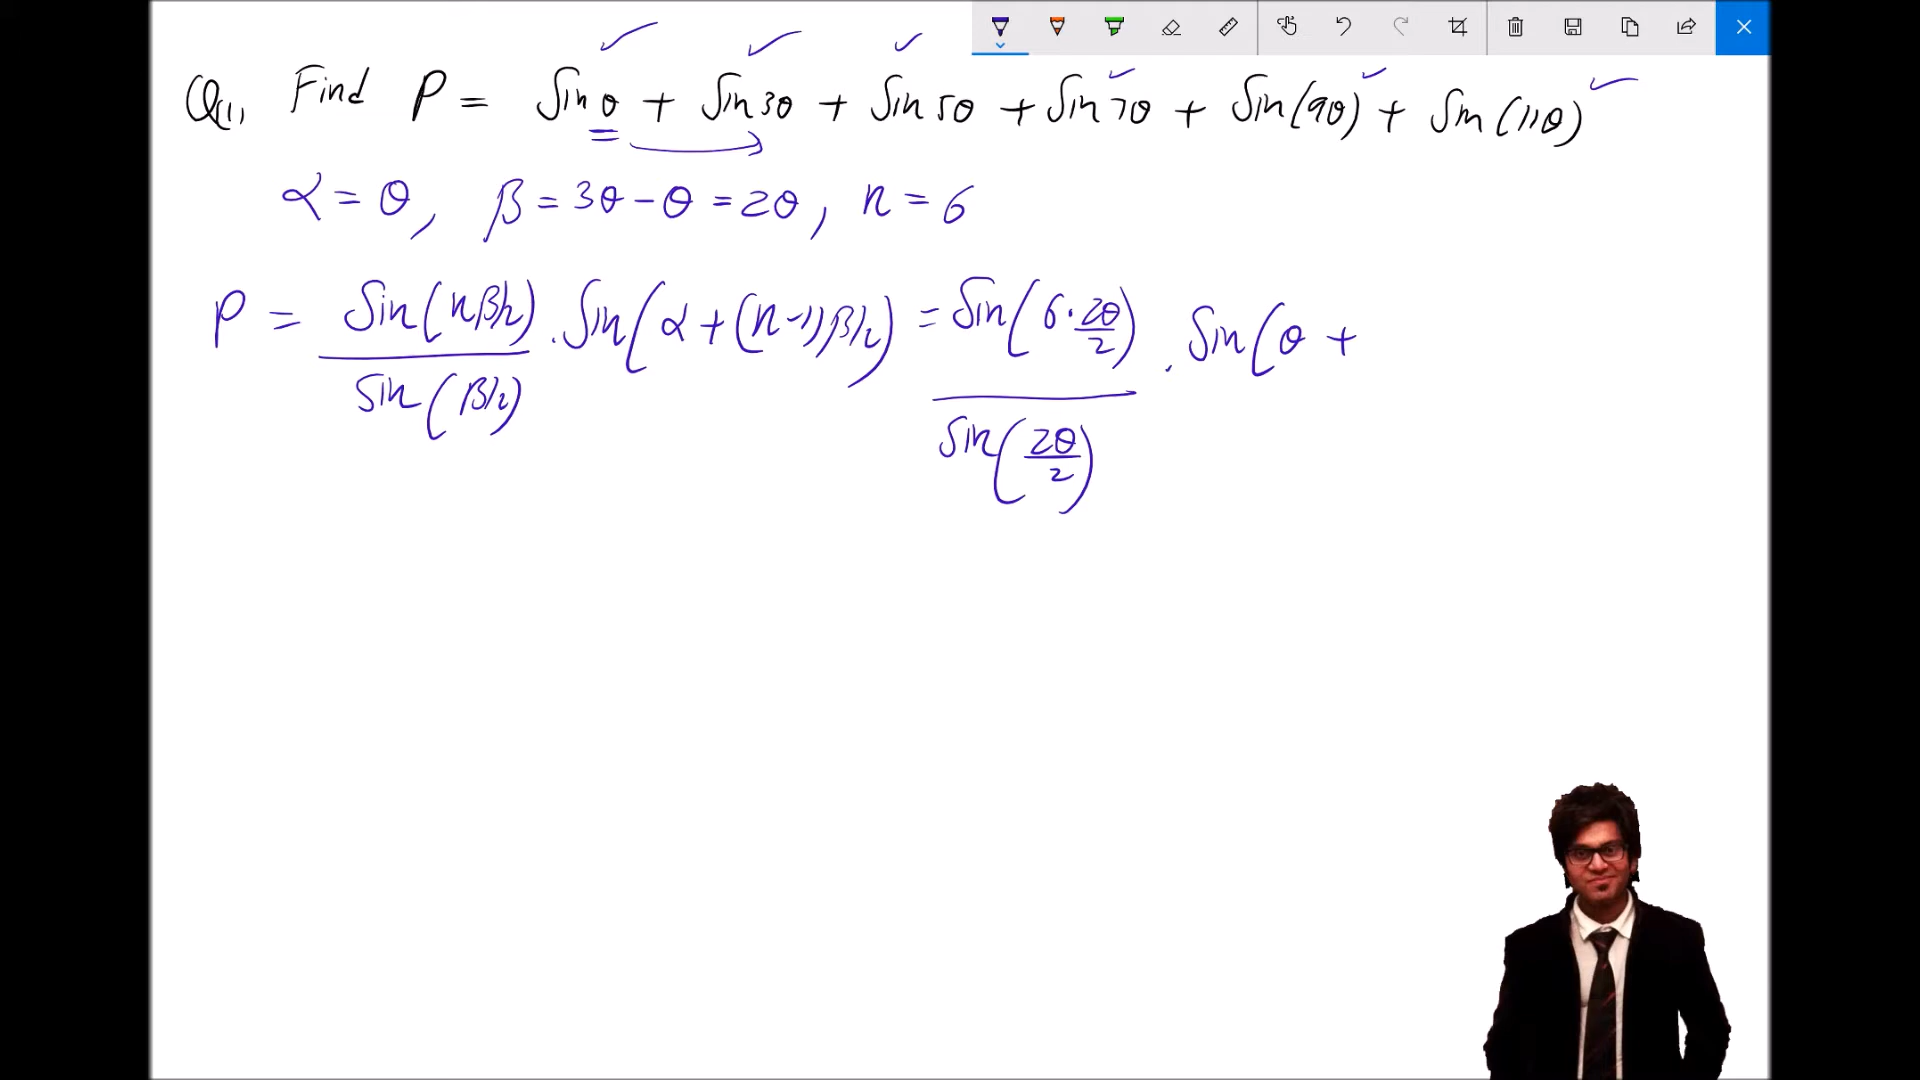 Q(1), Find P = Sin θ + Sin 3θ + Sin 5θ + Sin 7θ + Sin(9θ) + Sin(11θ)
α = θ, β = 3θ - θ = 2θ, n = 6
P = Sin(nβ/2) / Sin(β/2) . Sin(α + (n-1)β/2) = Sin(6 · 2θ/2) / Sin(2θ/2) . Sin(θ +